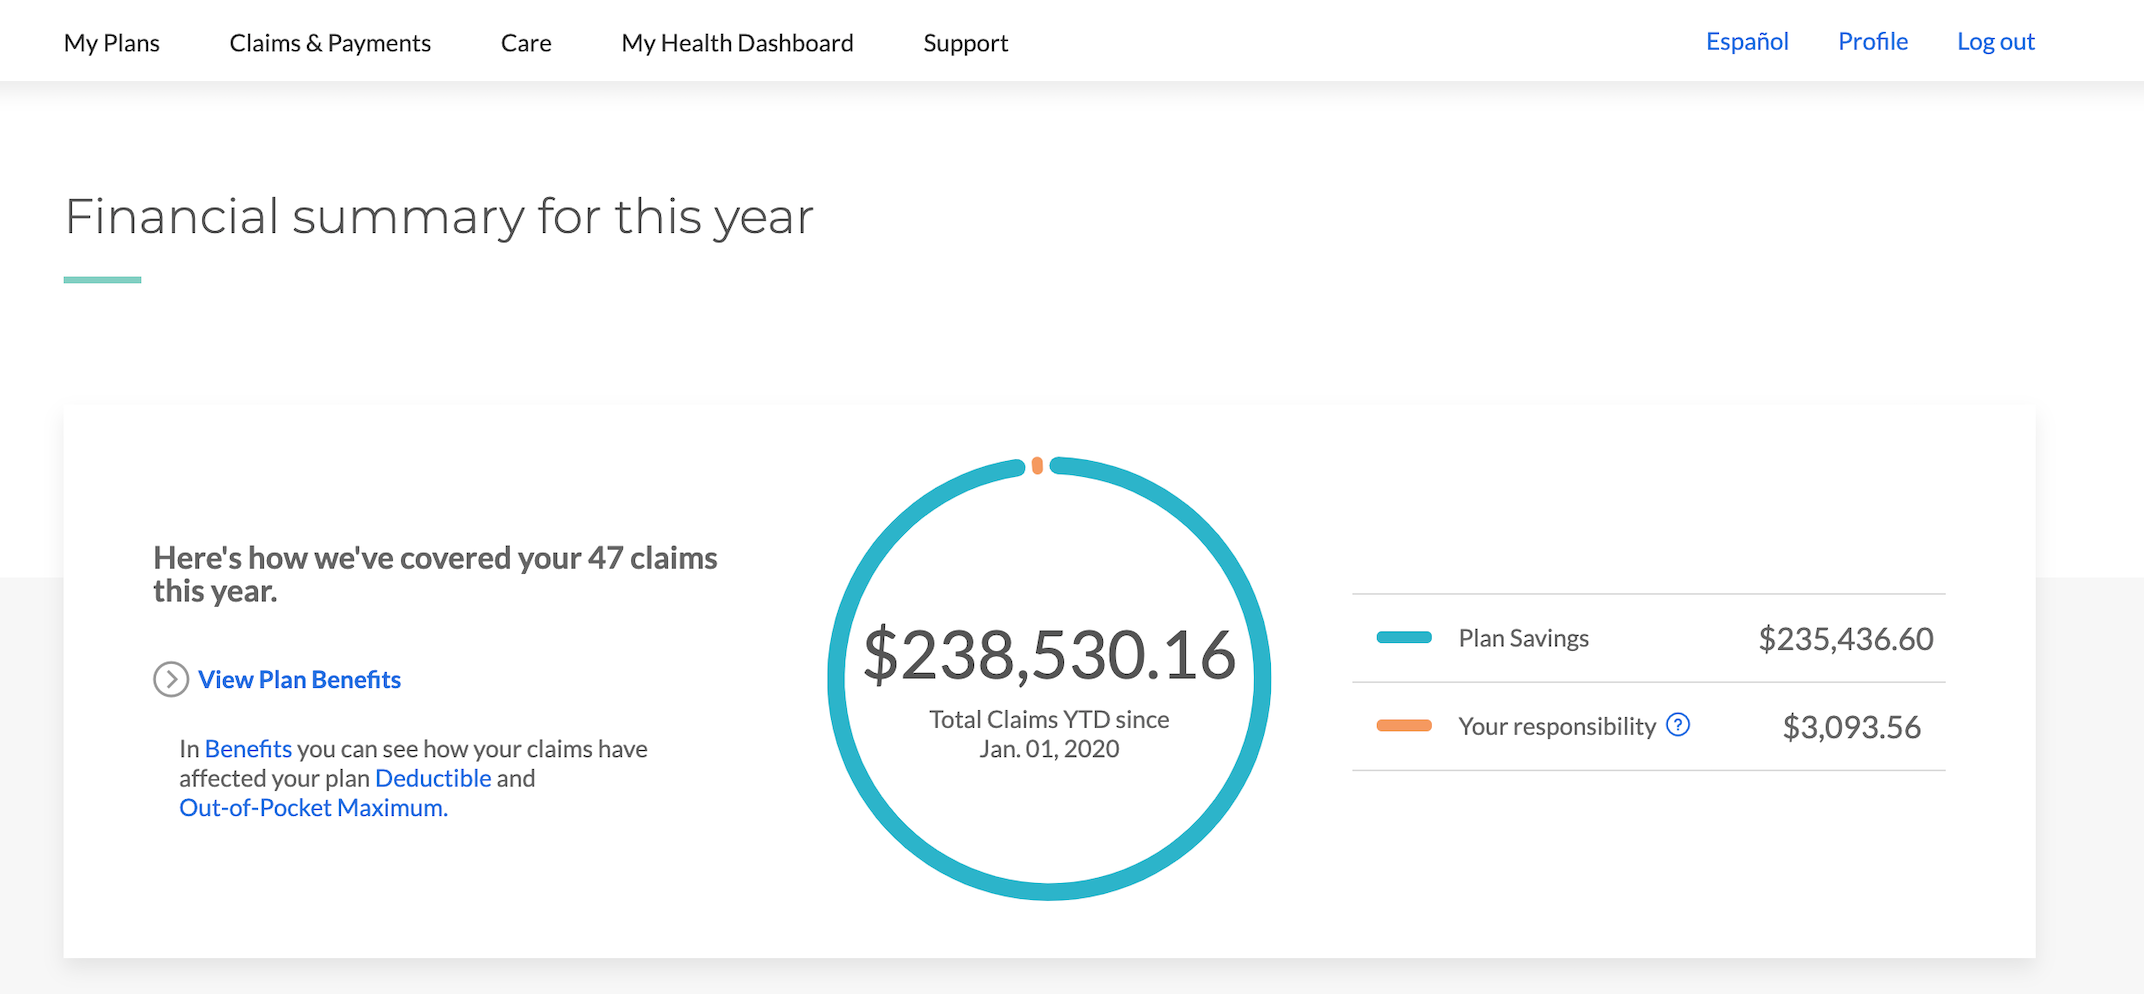 My Plans Claims & Payments Care My Health Dashboard Support Español Profile Log out
Financial summary for this year
Here's how we've covered your 47 claims
this year.
View Plan Benefits
In Benefits you can see how your claims have
affected your plan Deductible and
Out-of-Pocket Maximum.
$238,530.16
Total Claims YTD since
Jan. 01, 2020
Plan Savings $235,436.60
Your responsibility ? $3,093.56